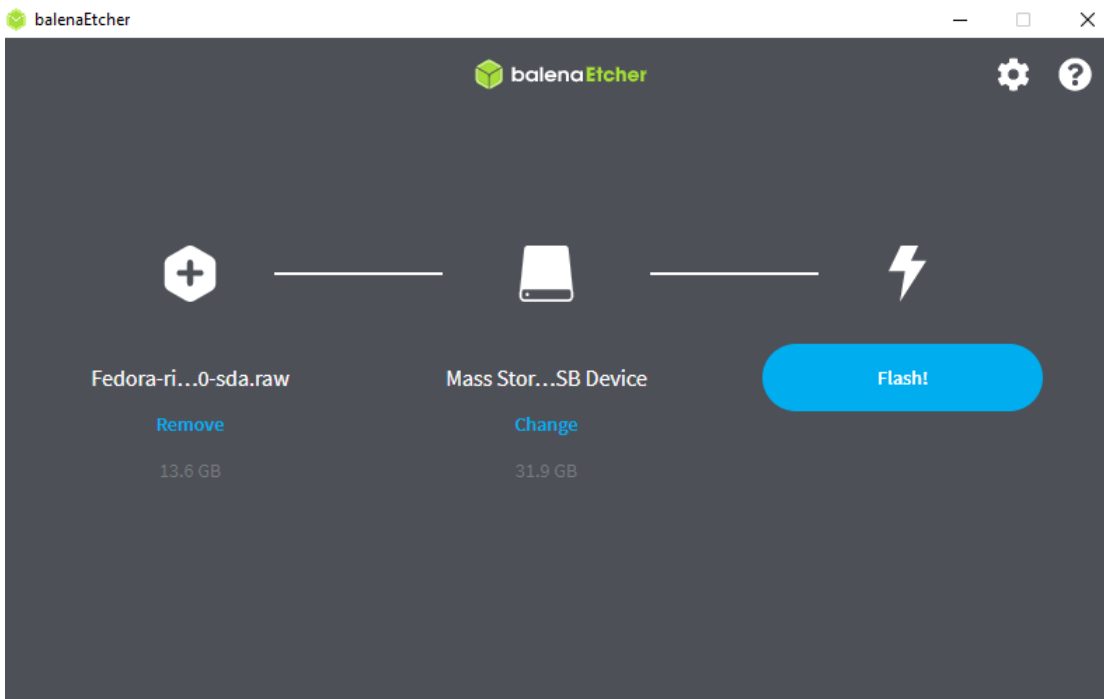 balenaEtcher
balenaEtcher
Fedora-ri...0-sda.raw
Mass Stor...SB Device
Flash!
Remove
Change
13.6 GB
31.9 GB